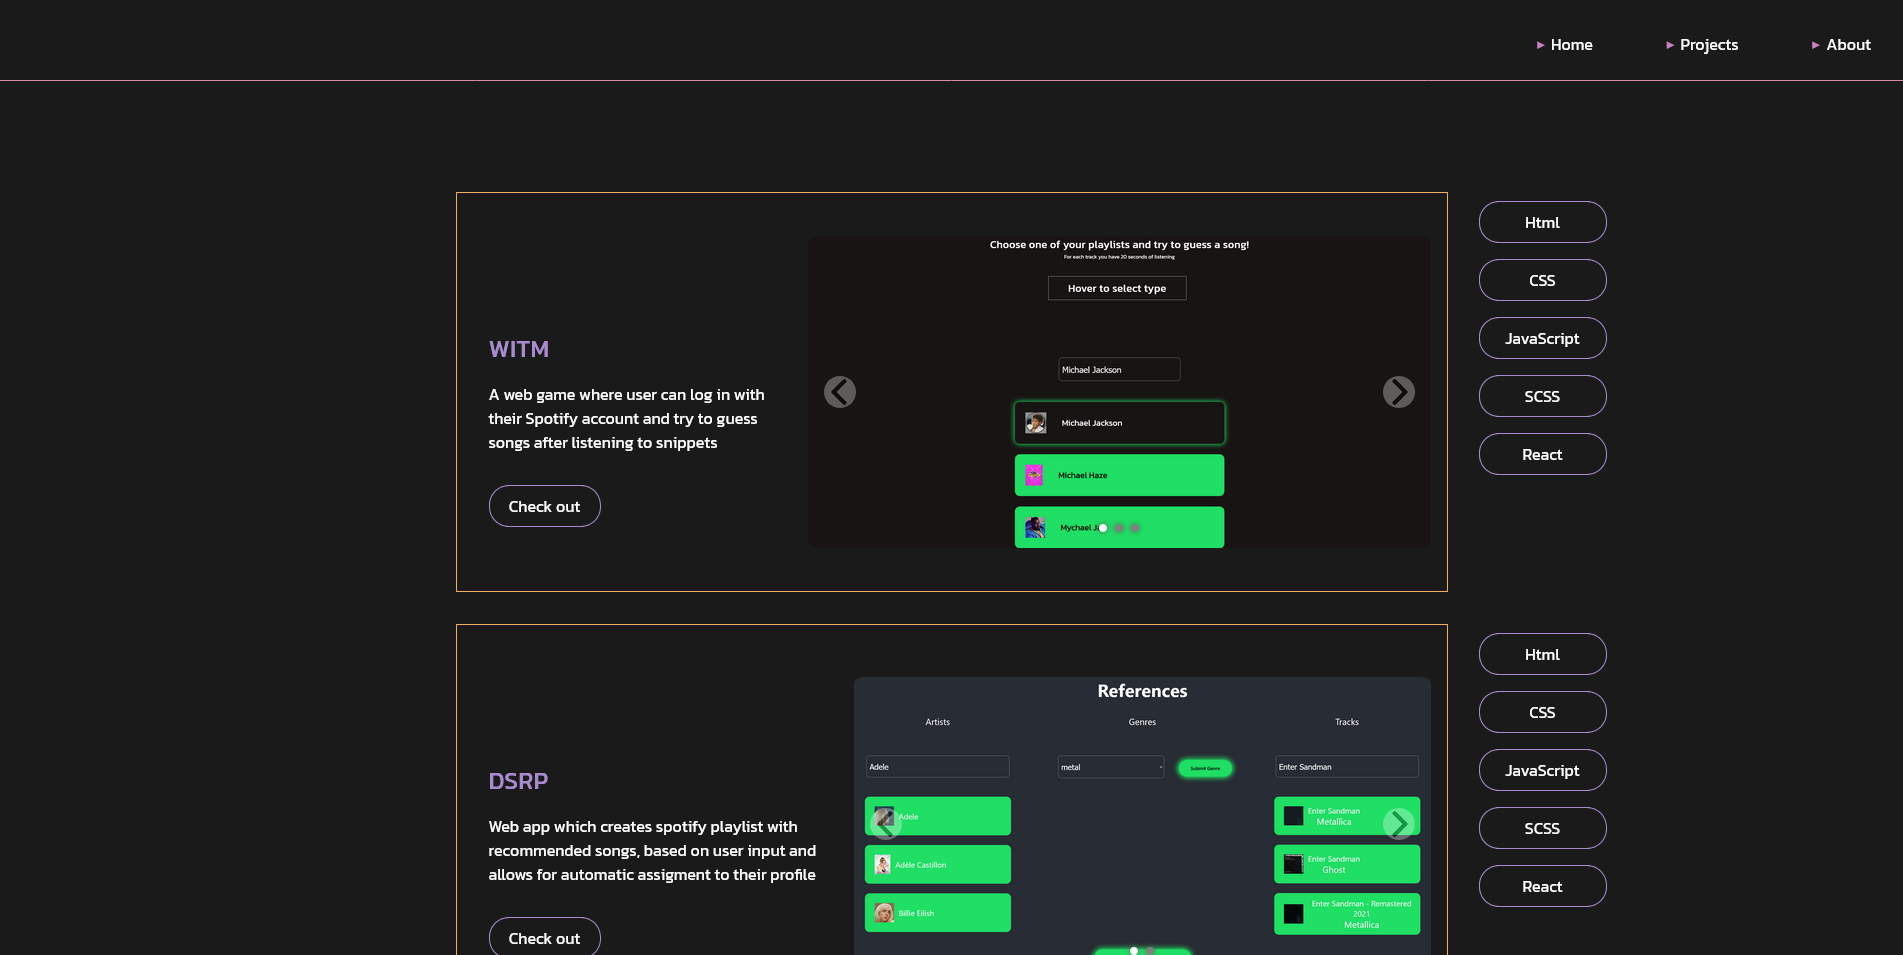 Home
Projects
About
WITM
A web game where user can log in with
their Spotify account and try to guess
songs after listening to snippets
Check out
Choose one of your playlists and try to guess a song!
For each track you have 20 seconds of listening
Hover to select type
Michael Jackson
Michael Jackson
Michael Haze
Mychael
Html
CSS
JavaScript
SCSS
React
DSRP
Web app which creates spotify playlist with
recommended songs, based on user input and
allows for automatic assigment to their profile
Check out
References
Artists
Genres
Tracks
Adele
metal
Submit Genre
Enter Sandman
Adele
Adèle Castillon
Billie Eilish
Enter Sandman
Metallica
Enter Sandman
Ghost
Enter Sandman - Remastered
2021
Metallica
Html
CSS
JavaScript
SCSS
React